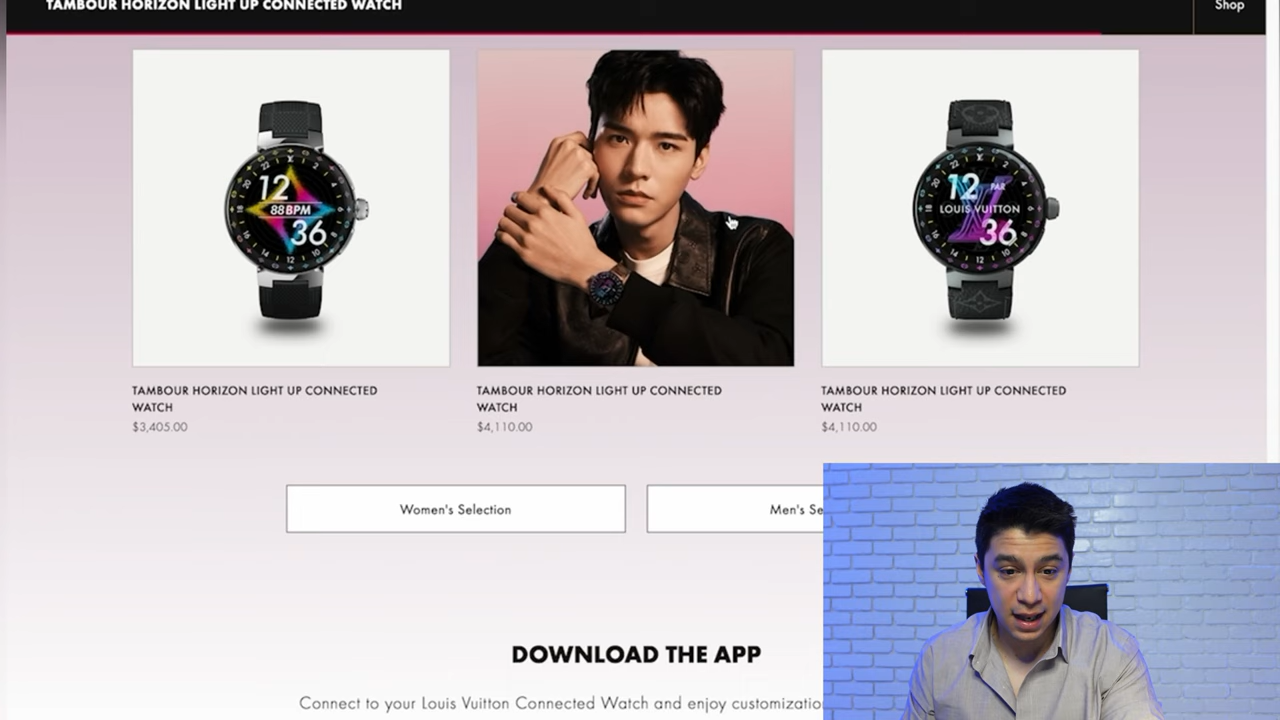 TAMBOUR HORIZON LIGHT UP CONNECTED WATCH
Shop
12
88BPM
36
12 PAR
LOUIS VUITTON
36
TAMBOUR HORIZON LIGHT UP CONNECTED
WATCH
$3,405.00
TAMBOUR HORIZON LIGHT UP CONNECTED
WATCH
$4,110.00
TAMBOUR HORIZON LIGHT UP CONNECTED
WATCH
$4,110.00
Women's Selection
Men's Se
DOWNLOAD THE APP
Connect to your Louis Vuitton Connected Watch and enjoy customizatio